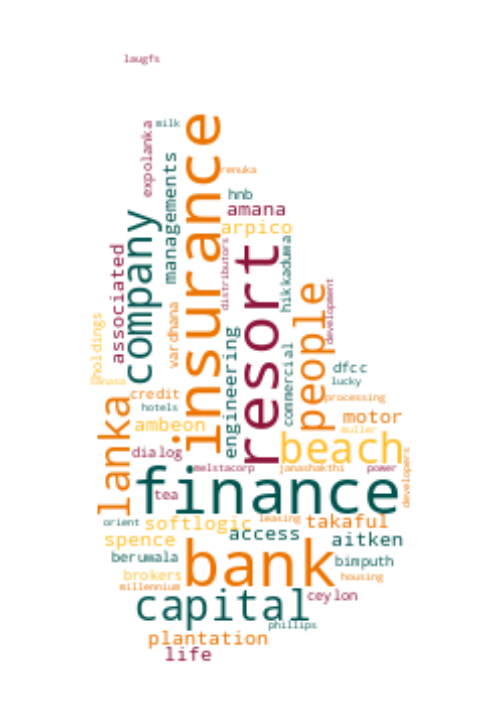 laugfs
milk
expolanka
insurance
managements
renuka
hnb
amana
company
arpico
distributors
resort
hikkaduwa
associated
people
development
holdings
vardhana
engineering
commercial
dfcc
lucky
credit
processing
lanka
hotels
motor
ambeon
muller
beach
dialog
melstacorp
janashakthi
power
developers
finance
tea
orient
softlogic
leasing
takaful
spence
access
aitken
bank
beruwala
bimputh
brokers
housing
millennium
capital
ceylon
phillips
plantation
life